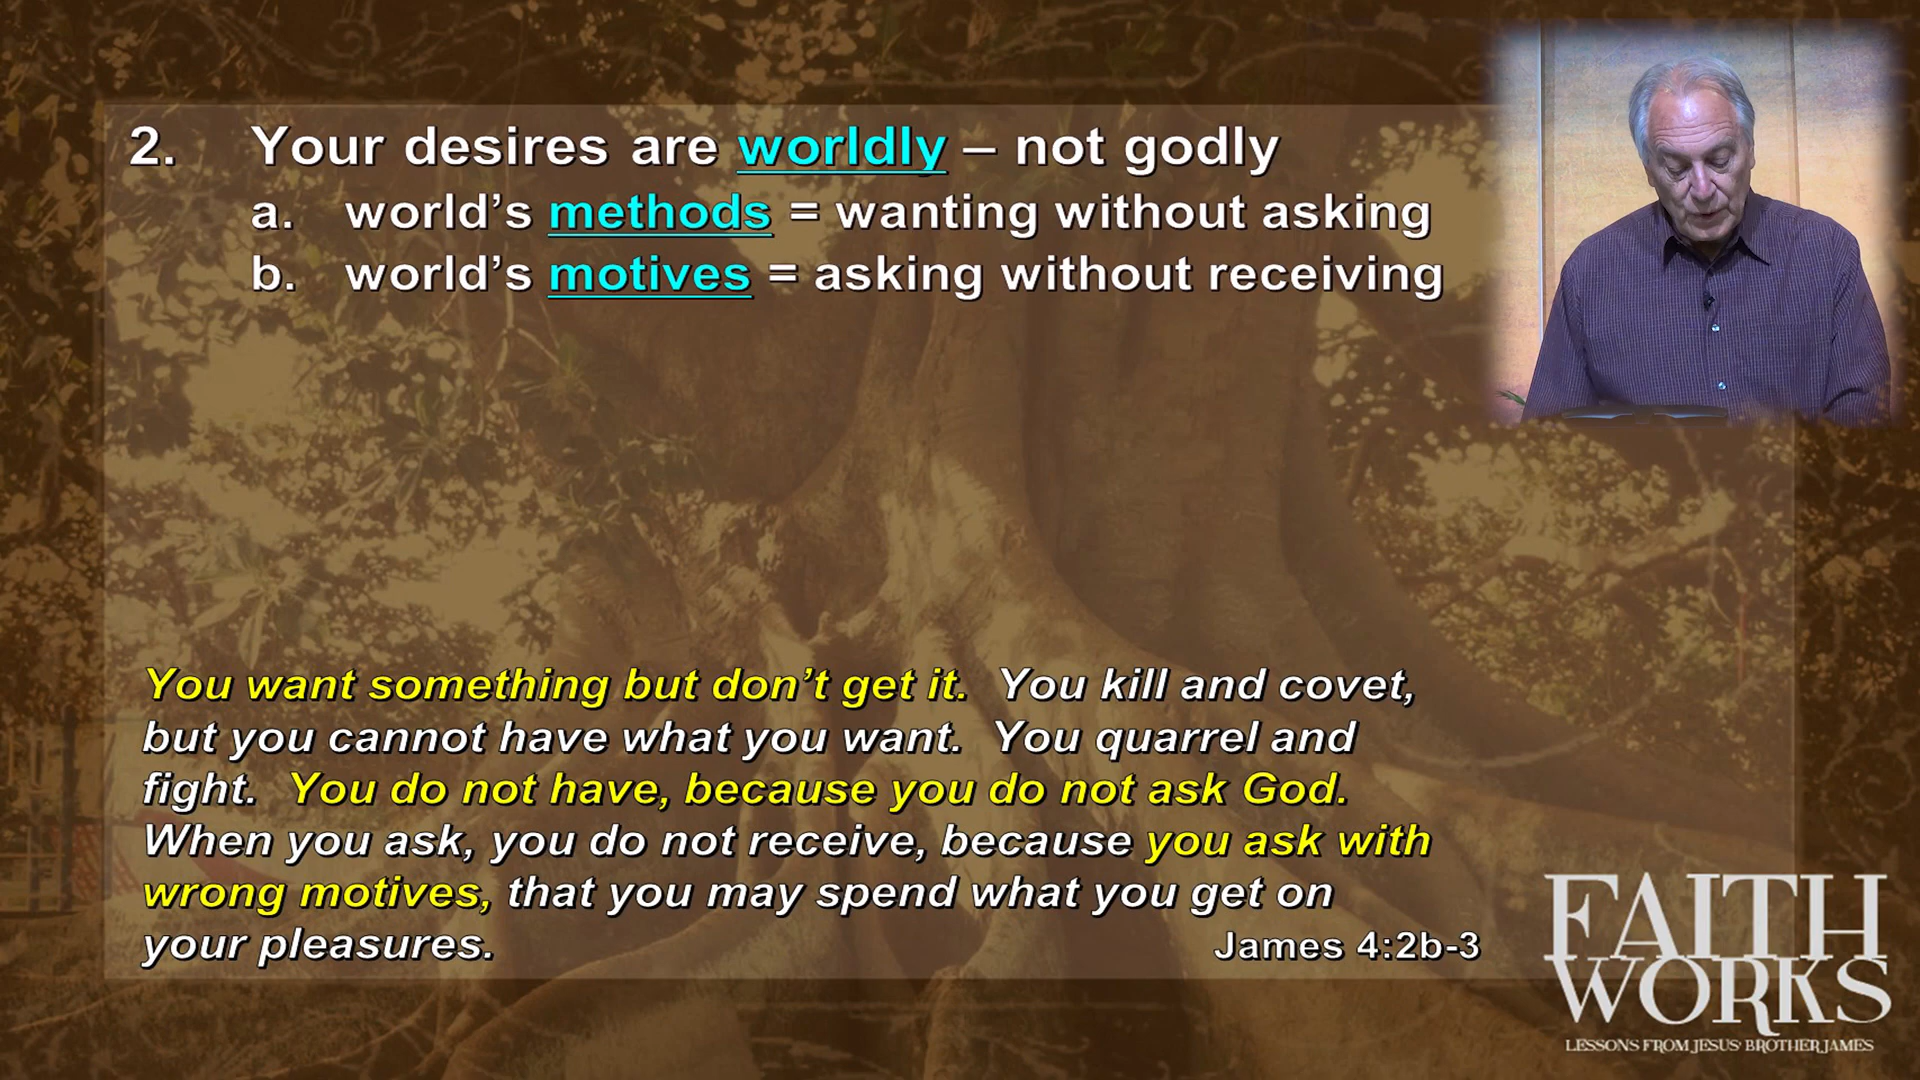 2. Your desires are worldly – not godly
a. world’s methods = wanting without asking
b. world’s motives = asking without receiving
You want something but don’t get it. You kill and covet,
but you cannot have what you want. You quarrel and
fight. You do not have, because you do not ask God.
When you ask, you do not receive, because you ask with
wrong motives, that you may spend what you get on
your pleasures. James 4:2b-3
FAITH
WORKS
LESSONS FROM JESUS' BROTHER JAMES